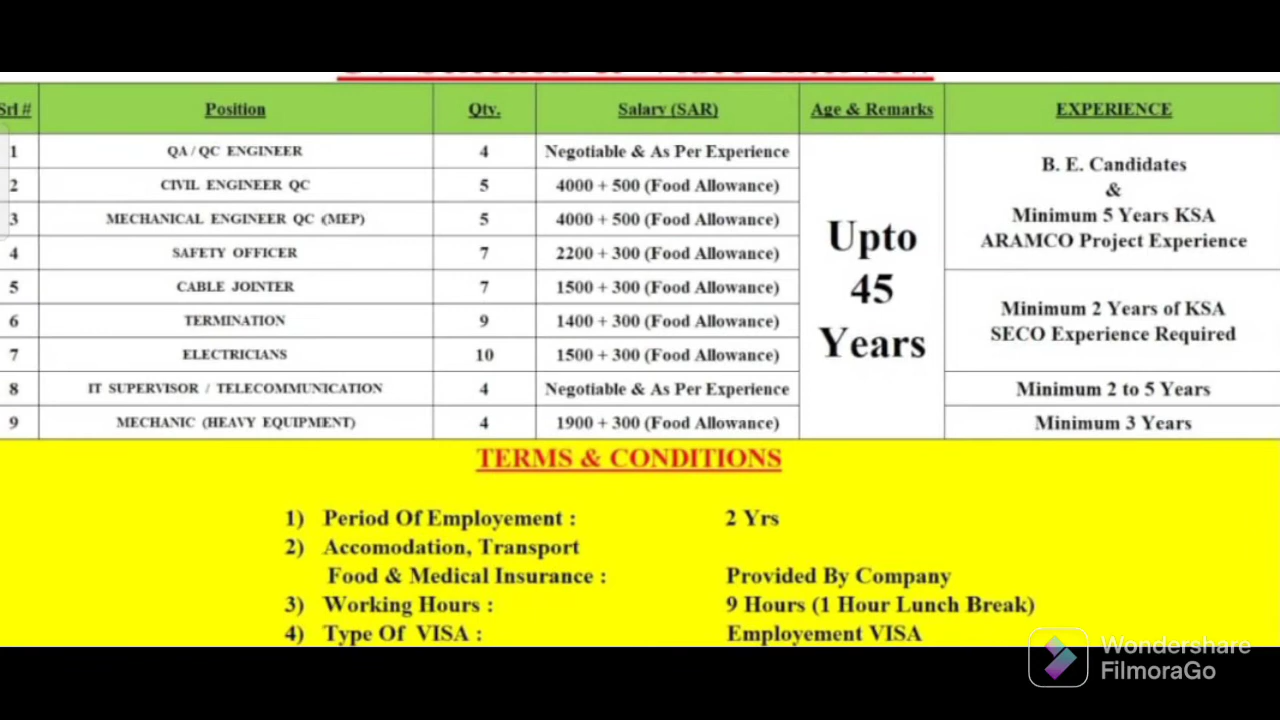 Srl # Position Qty. Salary (SAR) Age & Remarks EXPERIENCE
1 QA / QC ENGINEER 4 Negotiable & As Per Experience
2 CIVIL ENGINEER QC 5 4000 + 500 (Food Allowance)
3 MECHANICAL ENGINEER QC (MEP) 5 4000 + 500 (Food Allowance)
4 SAFETY OFFICER 7 2200 + 300 (Food Allowance)
5 CABLE JOINTER 7 1500 + 300 (Food Allowance)
6 TERMINATION 9 1400 + 300 (Food Allowance)
7 ELECTRICIANS 10 1500 + 300 (Food Allowance)
8 IT SUPERVISOR / TELECOMMUNICATION 4 Negotiable & As Per Experience
9 MECHANIC (HEAVY EQUIPMENT) 4 1900 + 300 (Food Allowance)
Upto
45
Years
B. E. Candidates
&
Minimum 5 Years KSA
ARAMCO Project Experience
Minimum 2 Years of KSA
SECO Experience Required
Minimum 2 to 5 Years
Minimum 3 Years
TERMS & CONDITIONS
1) Period Of Employement : 2 Yrs
2) Accomodation, Transport
Food & Medical Insurance : Provided By Company
3) Working Hours : 9 Hours (1 Hour Lunch Break)
4) Type Of VISA : Employement VISA
Wondershare
FilmoraGo